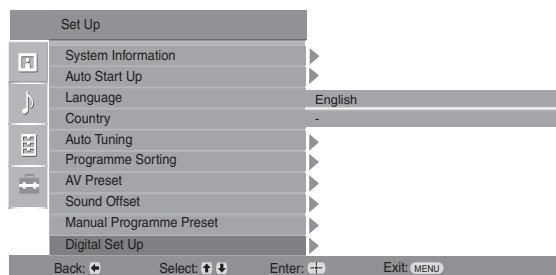 Set Up
System Information
Auto Start Up
Language English
Country -
Auto Tuning
Programme Sorting
AV Preset
Sound Offset
Manual Programme Preset
Digital Set Up
Back: Select: Enter: Exit: MENU